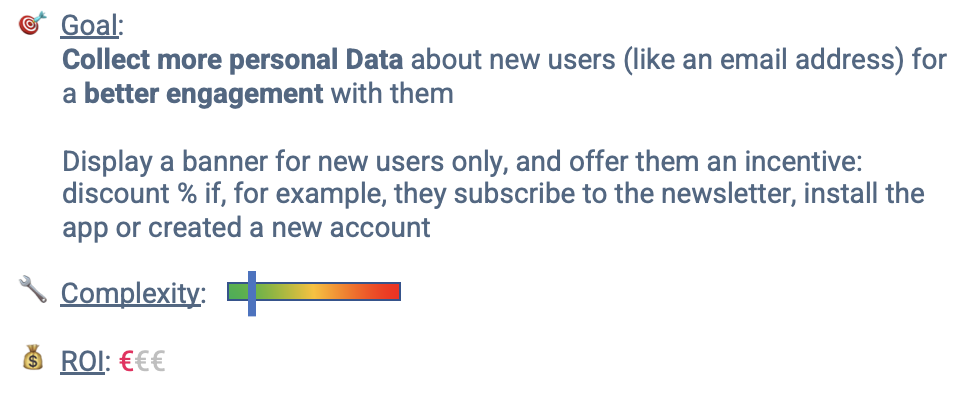 Goal:
Collect more personal Data about new users (like an email address) for
a better engagement with them
Display a banner for new users only, and offer them an incentive:
discount % if, for example, they subscribe to the newsletter, install the
app or created a new account
Complexity:
ROI: €€€